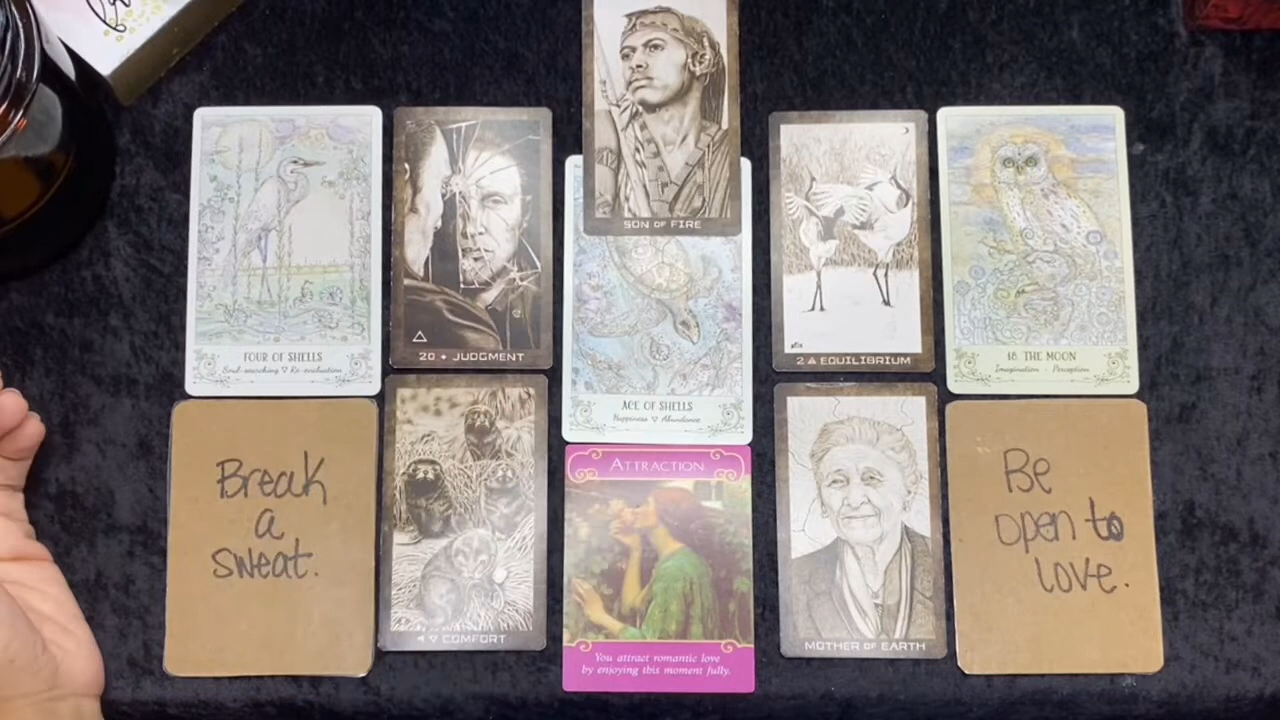 SON OF FIRE
FOUR OF SHELLS
Soul-searching ♡ Re-evaluation
20 ♦ JUDGMENT
ACE OF SHELLS
Happiness ♡ Abundance
2 EQUILIBRIUM
18. THE MOON
Imagination · Perception
Break
a
sweat.
4 ▽ COMFORT
ATTRACTION
You attract romantic love
by enjoying this moment fully.
MOTHER OF EARTH
Be
open to
love.